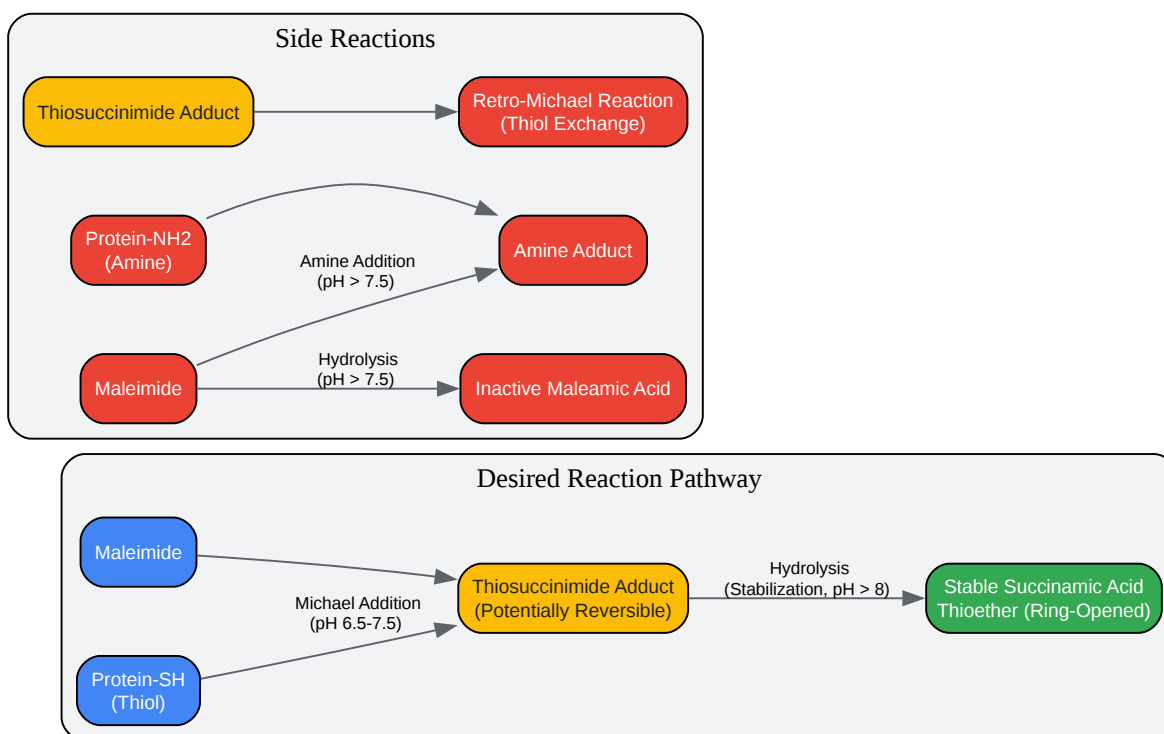 Side Reactions
Thiosuccinimide Adduct
Retro-Michael Reaction
(Thiol Exchange)
Protein-NH2
(Amine)
Amine Addition
(pH > 7.5)
Amine Adduct
Maleimide
Hydrolysis
(pH > 7.5)
Inactive Maleamic Acid
Desired Reaction Pathway
Maleimide
Protein-SH
(Thiol)
Michael Addition
(pH 6.5-7.5)
Thiosuccinimide Adduct
(Potentially Reversible)
Hydrolysis
(Stabilization, pH > 8)
Stable Succinamic Acid
Thioether (Ring-Opened)